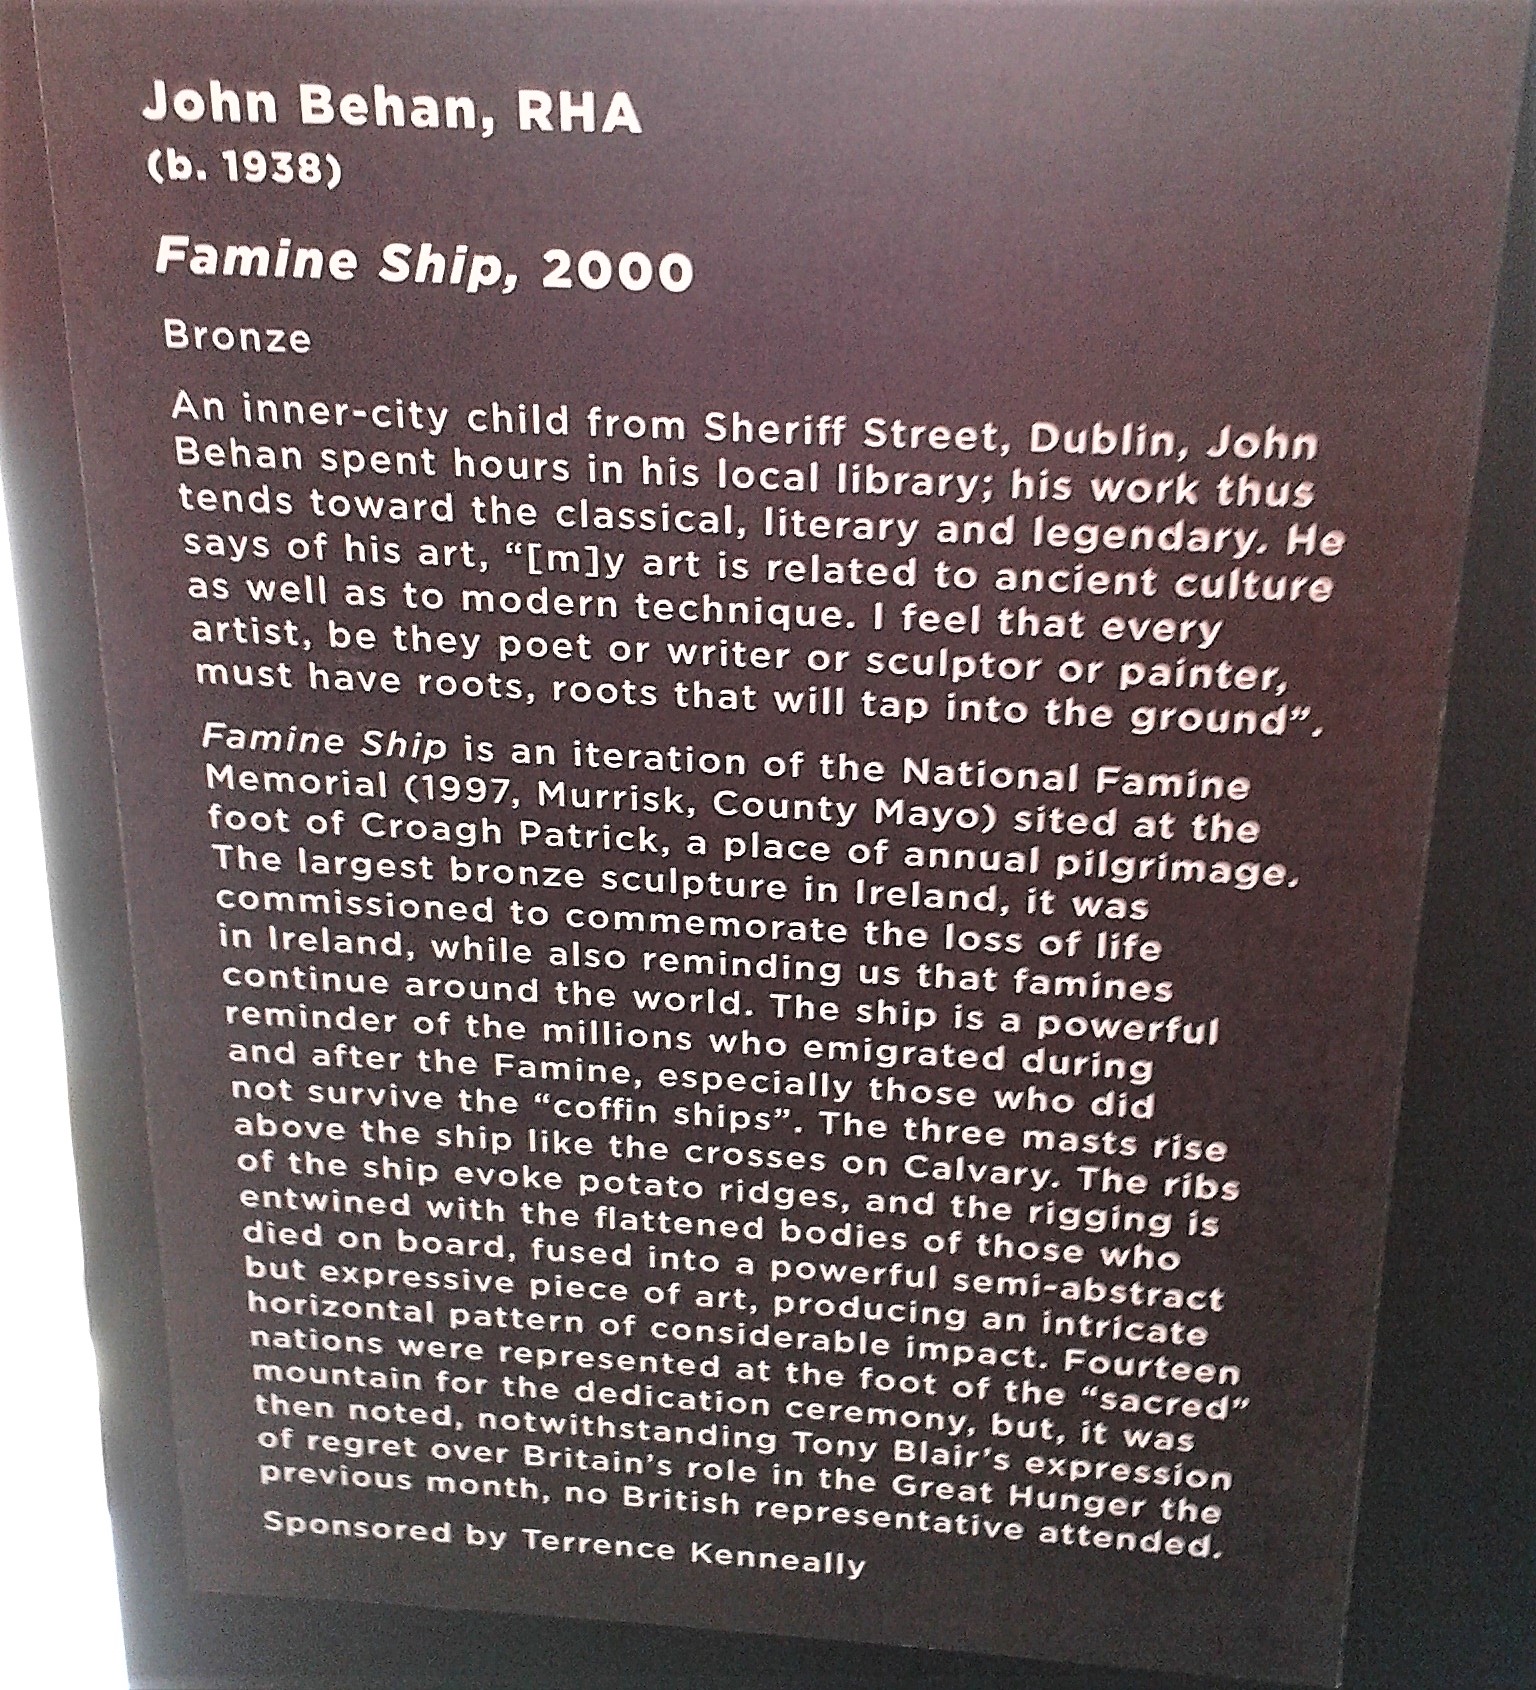 John Behan, RHA
(b. 1938)
Famine Ship, 2000
Bronze
An inner-city child from Sheriff Street, Dublin, John
Behan spent hours in his local library; his work thus
tends toward the classical, literary and legendary. He
says of his art, “[m]y art is related to ancient culture
as well as to modern technique. I feel that every
artist, be they poet or writer or sculptor or painter,
must have roots, roots that will tap into the ground”.
Famine Ship is an iteration of the National Famine
Memorial (1997, Murrisk, County Mayo) sited at the
foot of Croagh Patrick, a place of annual pilgrimage.
The largest bronze sculpture in Ireland, it was
commissioned to commemorate the loss of life
in Ireland, while also reminding us that famines
continue around the world. The ship is a powerful
reminder of the millions who emigrated during
and after the Famine, especially those who did
not survive the “coffin ships”. The three masts rise
above the ship like the crosses on Calvary. The ribs
of the ship evoke potato ridges, and the rigging is
entwined with the flattened bodies of those who
died on board, fused into a powerful semi-abstract
but expressive piece of art, producing an intricate
horizontal pattern of considerable impact. Fourteen
nations were represented at the foot of the “sacred”
mountain for the dedication ceremony, but, it was
then noted, notwithstanding Tony Blair’s expression
of regret over Britain’s role in the Great Hunger the
previous month, no British representative attended.
Sponsored by Terrence Kenneally